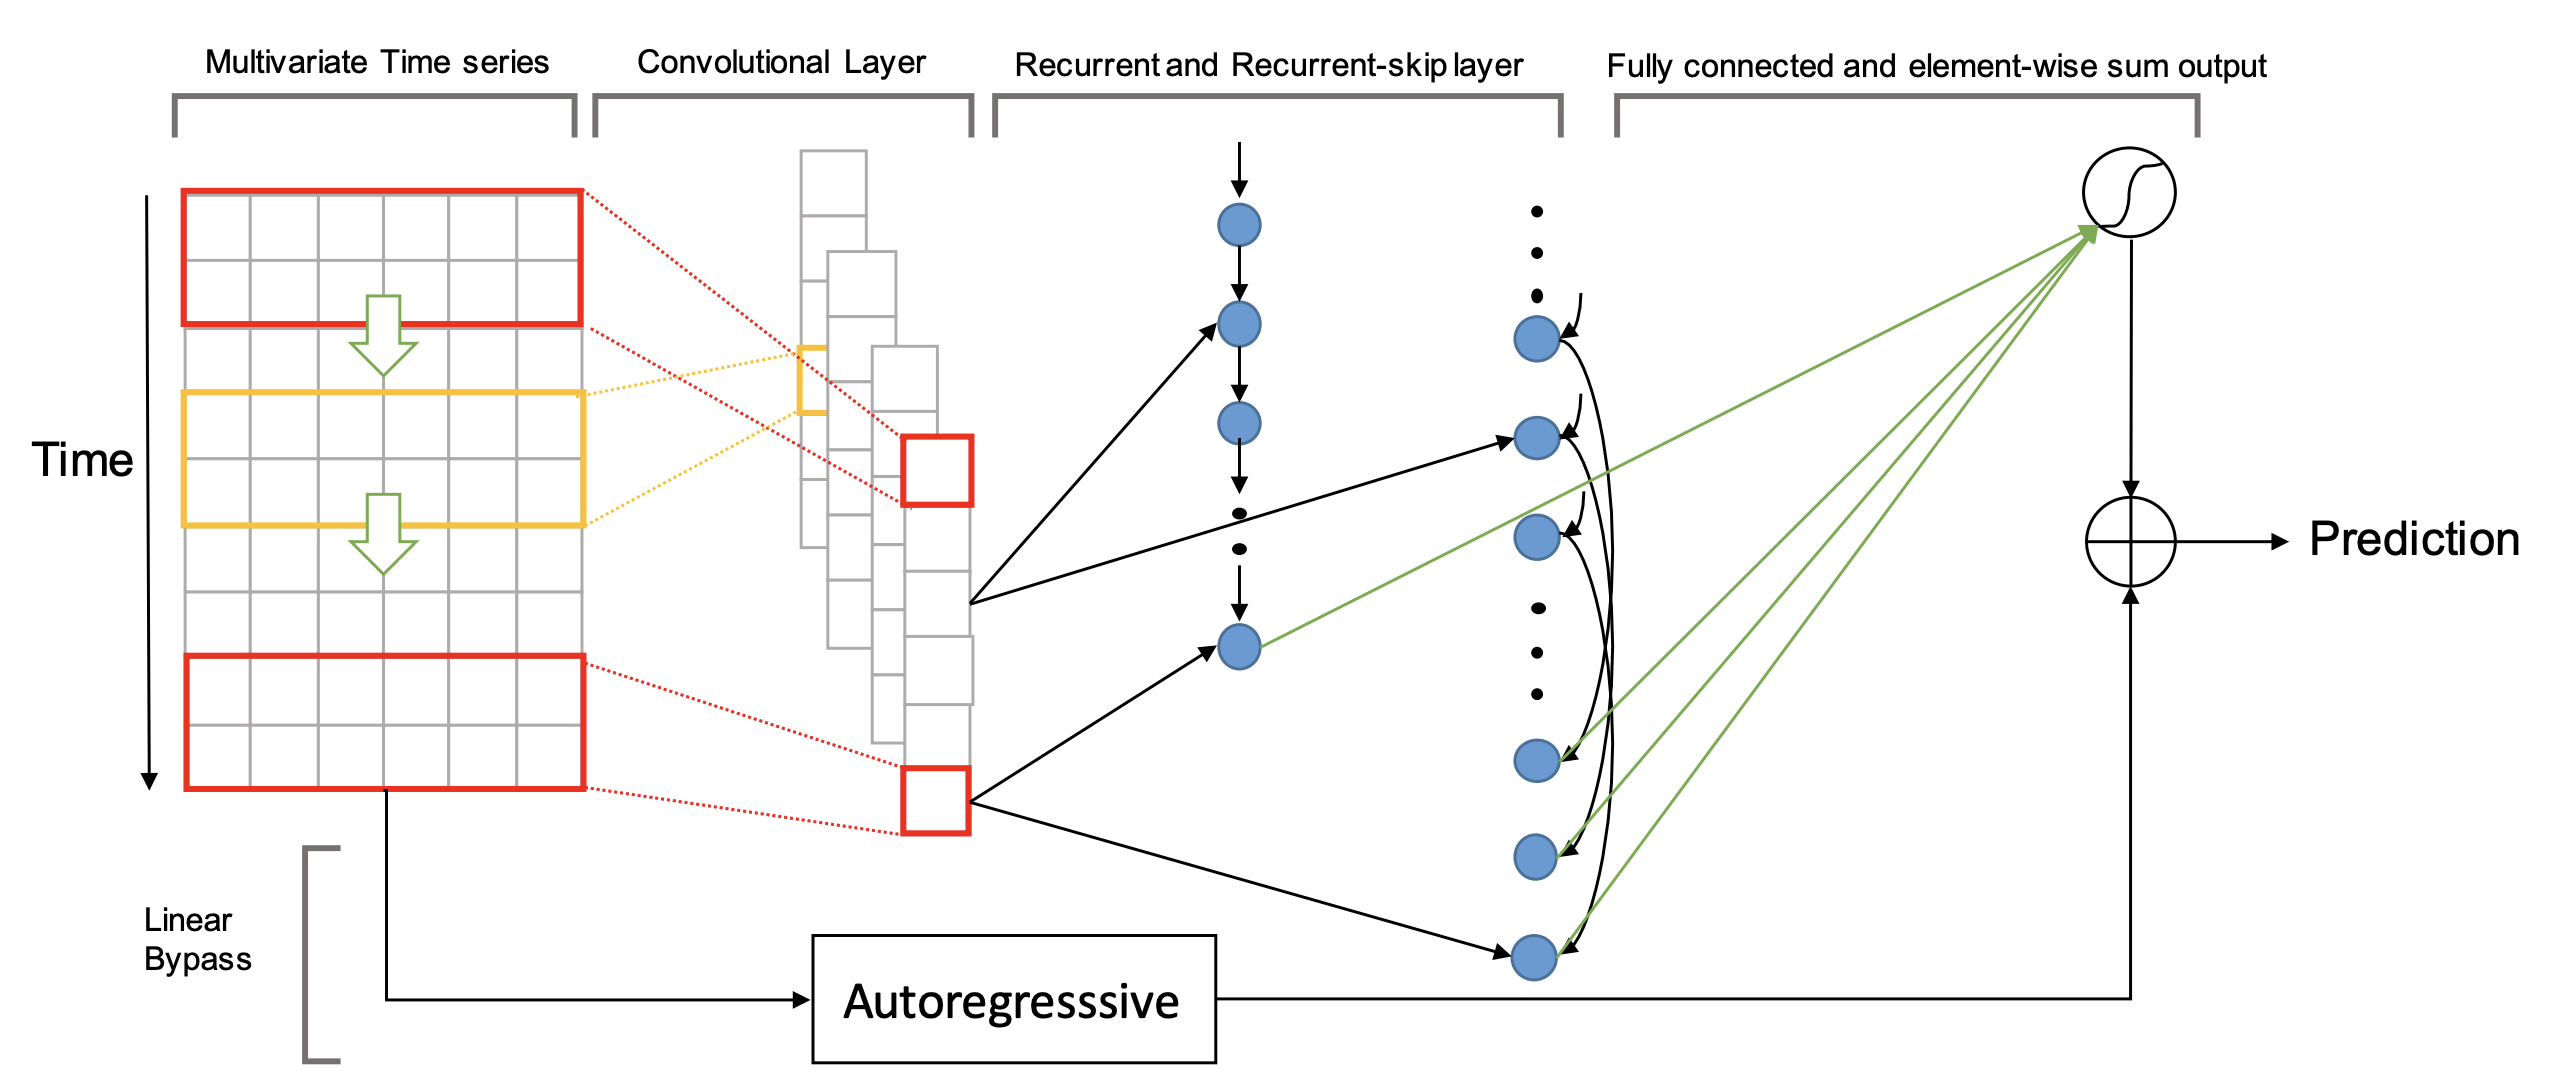 Multivariate Time series
Convolutional Layer
Recurrent and Recurrent-skip layer
Fully connected and element-wise sum output
Time
Prediction
Linear
Bypass
Autoregresssive